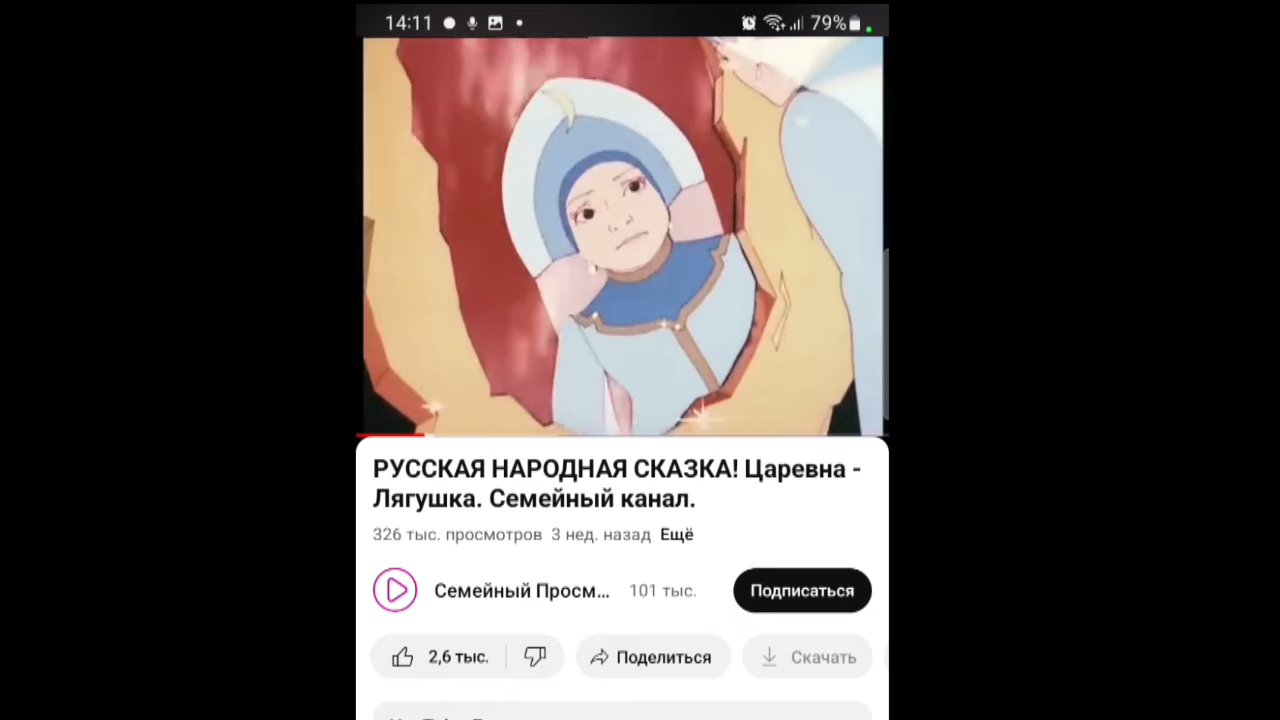 14:11 79%
РУССКАЯ НАРОДНАЯ СКАЗКА! Царевна -
Лягушка. Семейный канал.
326 тыс. просмотров 3 нед. назад Ещё
Семейный Просм... 101 тыс. Подписаться
2,6 тыс. Поделиться Скачать